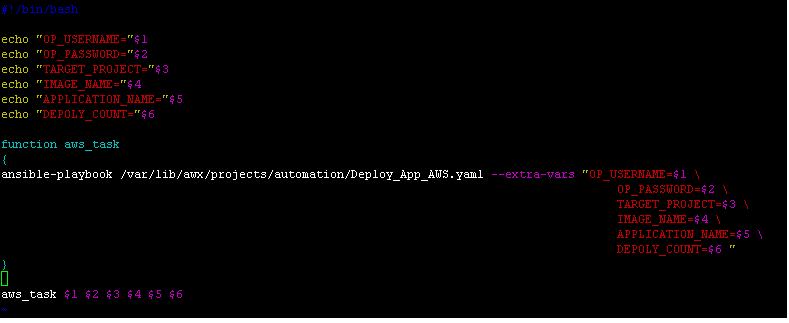 #!/bin/bash
echo "OP_USERNAME="$1
echo "OP_PASSWORD="$2
echo "TARGET_PROJECT="$3
echo "IMAGE_NAME="$4
echo "APPLICATION_NAME="$5
echo "DEPOLY_COUNT="$6
function aws_task
{
ansible-playbook /var/lib/awx/projects/automation/Deploy_App_AWS.yaml --extra-vars "OP_USERNAME=$1 \
OP_PASSWORD=$2 \
TARGET_PROJECT=$3 \
IMAGE_NAME=$4 \
APPLICATION_NAME=$5 \
DEPOLY_COUNT=$6 "
}
aws_task $1 $2 $3 $4 $5 $6
~